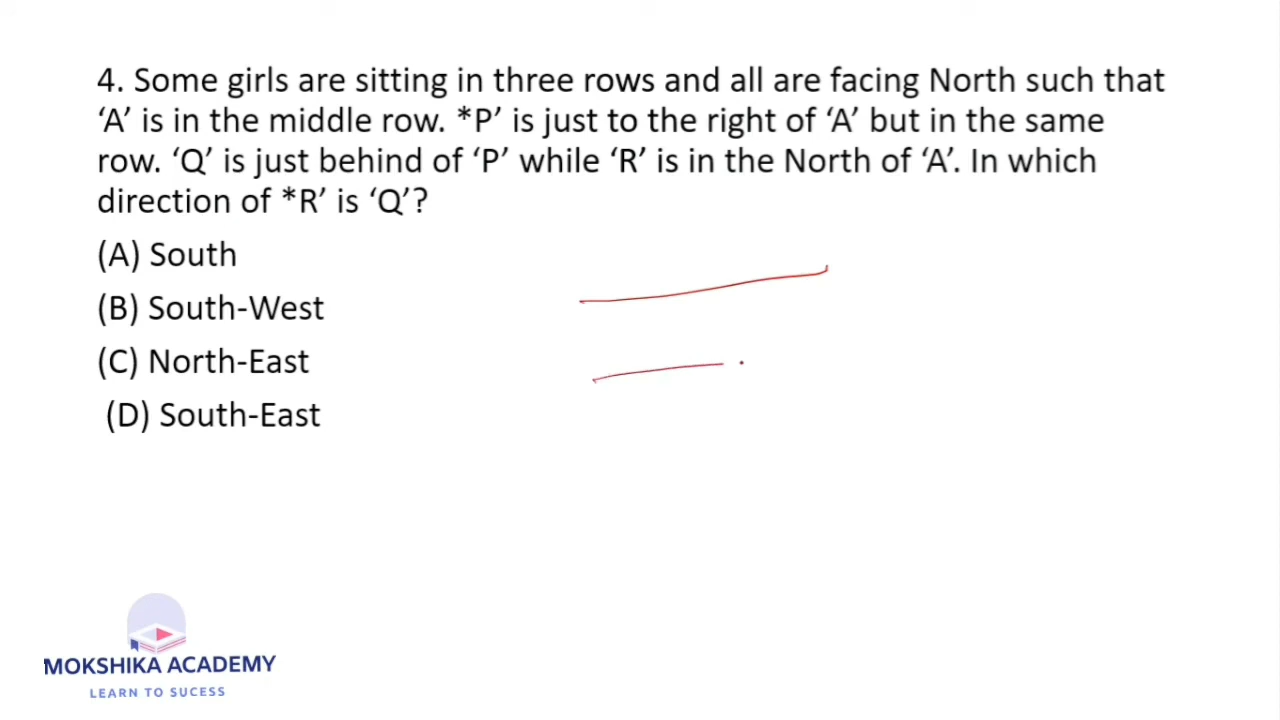 4. Some girls are sitting in three rows and all are facing North such that
‘A’ is in the middle row. *P’ is just to the right of ‘A’ but in the same
row. ‘Q’ is just behind of ‘P’ while ‘R’ is in the North of ‘A’. In which
direction of *R’ is ‘Q’?
(A) South
(B) South-West
(C) North-East
(D) South-East
MOKSHIKA ACADEMY
LEARN TO SUCESS